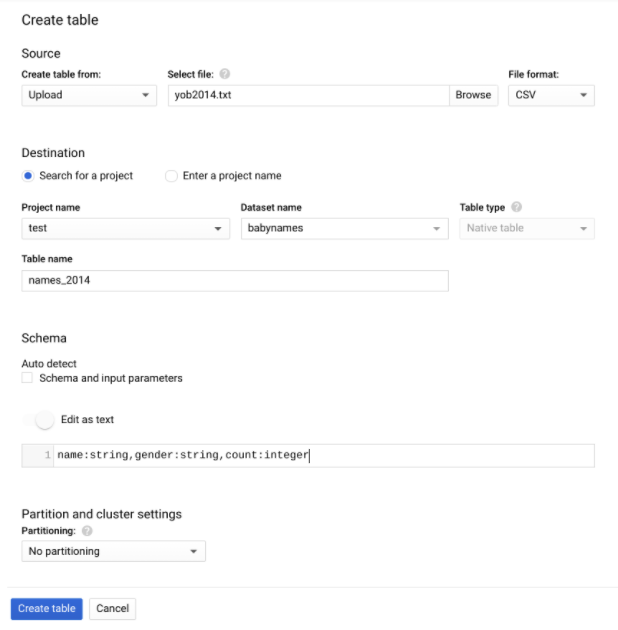 Create table
Source
Create table from: Select file: ? File format:
Upload yob2014.txt Browse CSV
Destination
Search for a project Enter a project name
Project name Dataset name Table type ?
test babynames Native table
Table name
names_2014
Schema
Auto detect
Schema and input parameters
Edit as text
1 name:string,gender:string,count:integer
Partition and cluster settings
Partitioning: ?
No partitioning
Create table Cancel